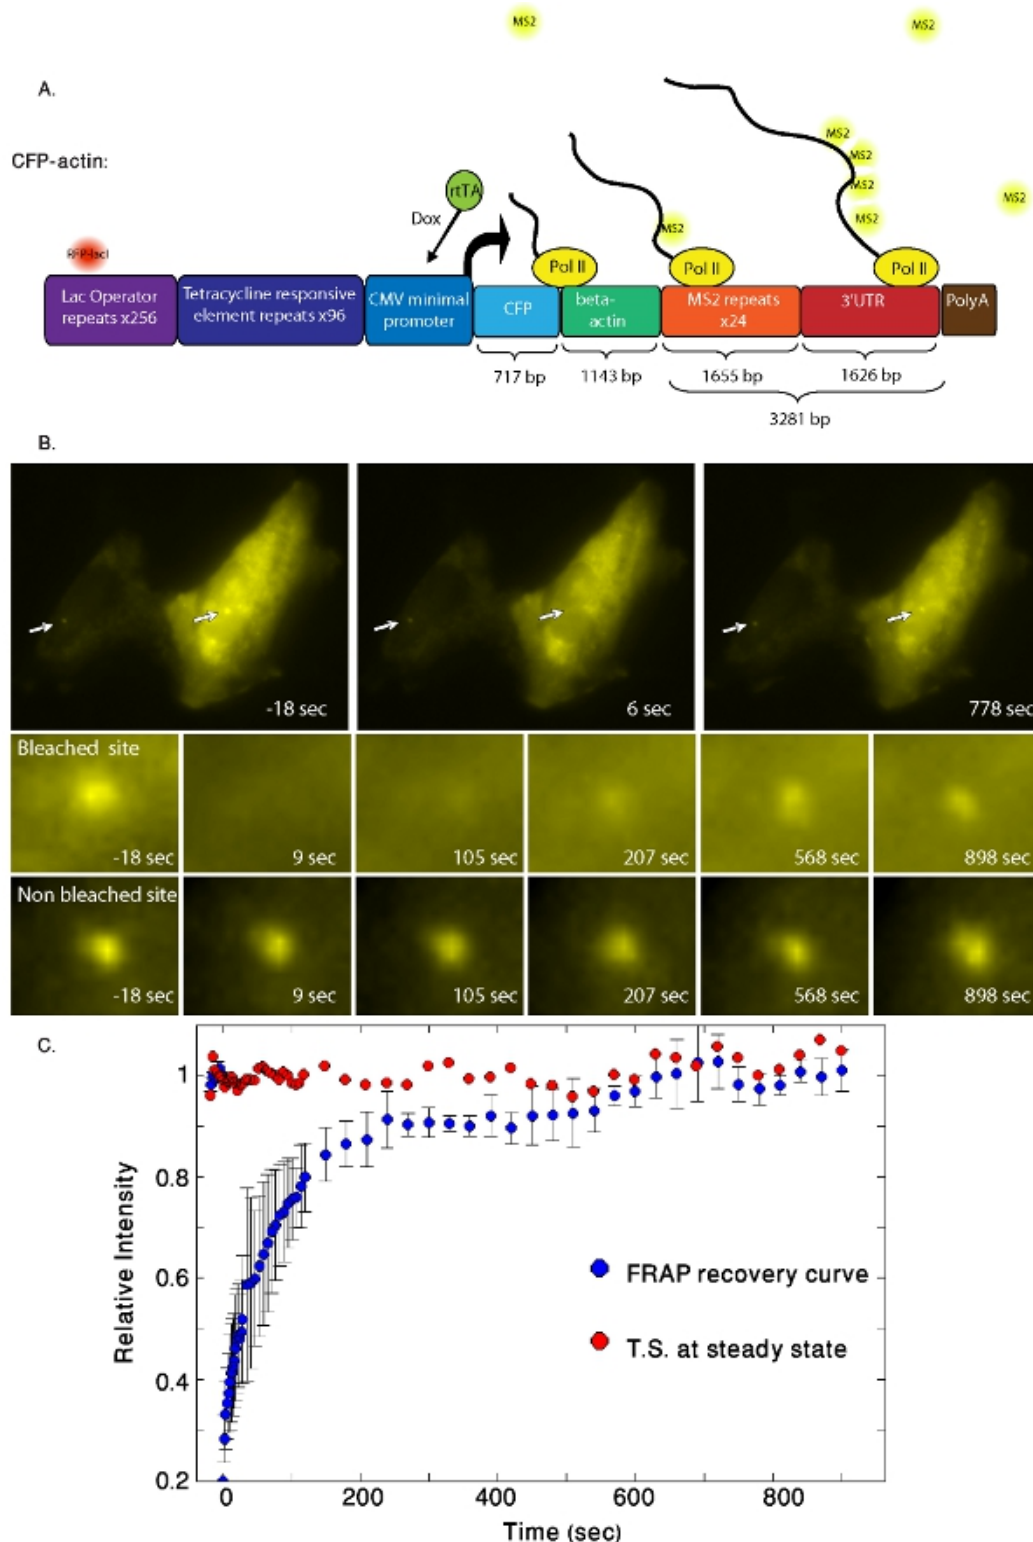 MS2
MS2
A.
CFP-actin:
MS2
MS2
MS2
MS2
MS2
MS2
rtTA
Dox
RFP-lacI
Pol II
Pol II
Pol II
Lac Operator
repeats x256
Tetracycline responsive
element repeats x96
CMV minimal
promoter
CFP
beta-
actin
MS2 repeats
x24
3'UTR
PolyA
717 bp
1143 bp
1655 bp
1626 bp
3281 bp
B.
-18 sec
6 sec
778 sec
Bleached site
-18 sec
9 sec
105 sec
207 sec
568 sec
898 sec
Non bleached site
-18 sec
9 sec
105 sec
207 sec
568 sec
898 sec
C.
1
0.8
0.6
0.4
0.2
Relative Intensity
FRAP recovery curve
T.S. at steady state
0
200
400
600
800
Time (sec)